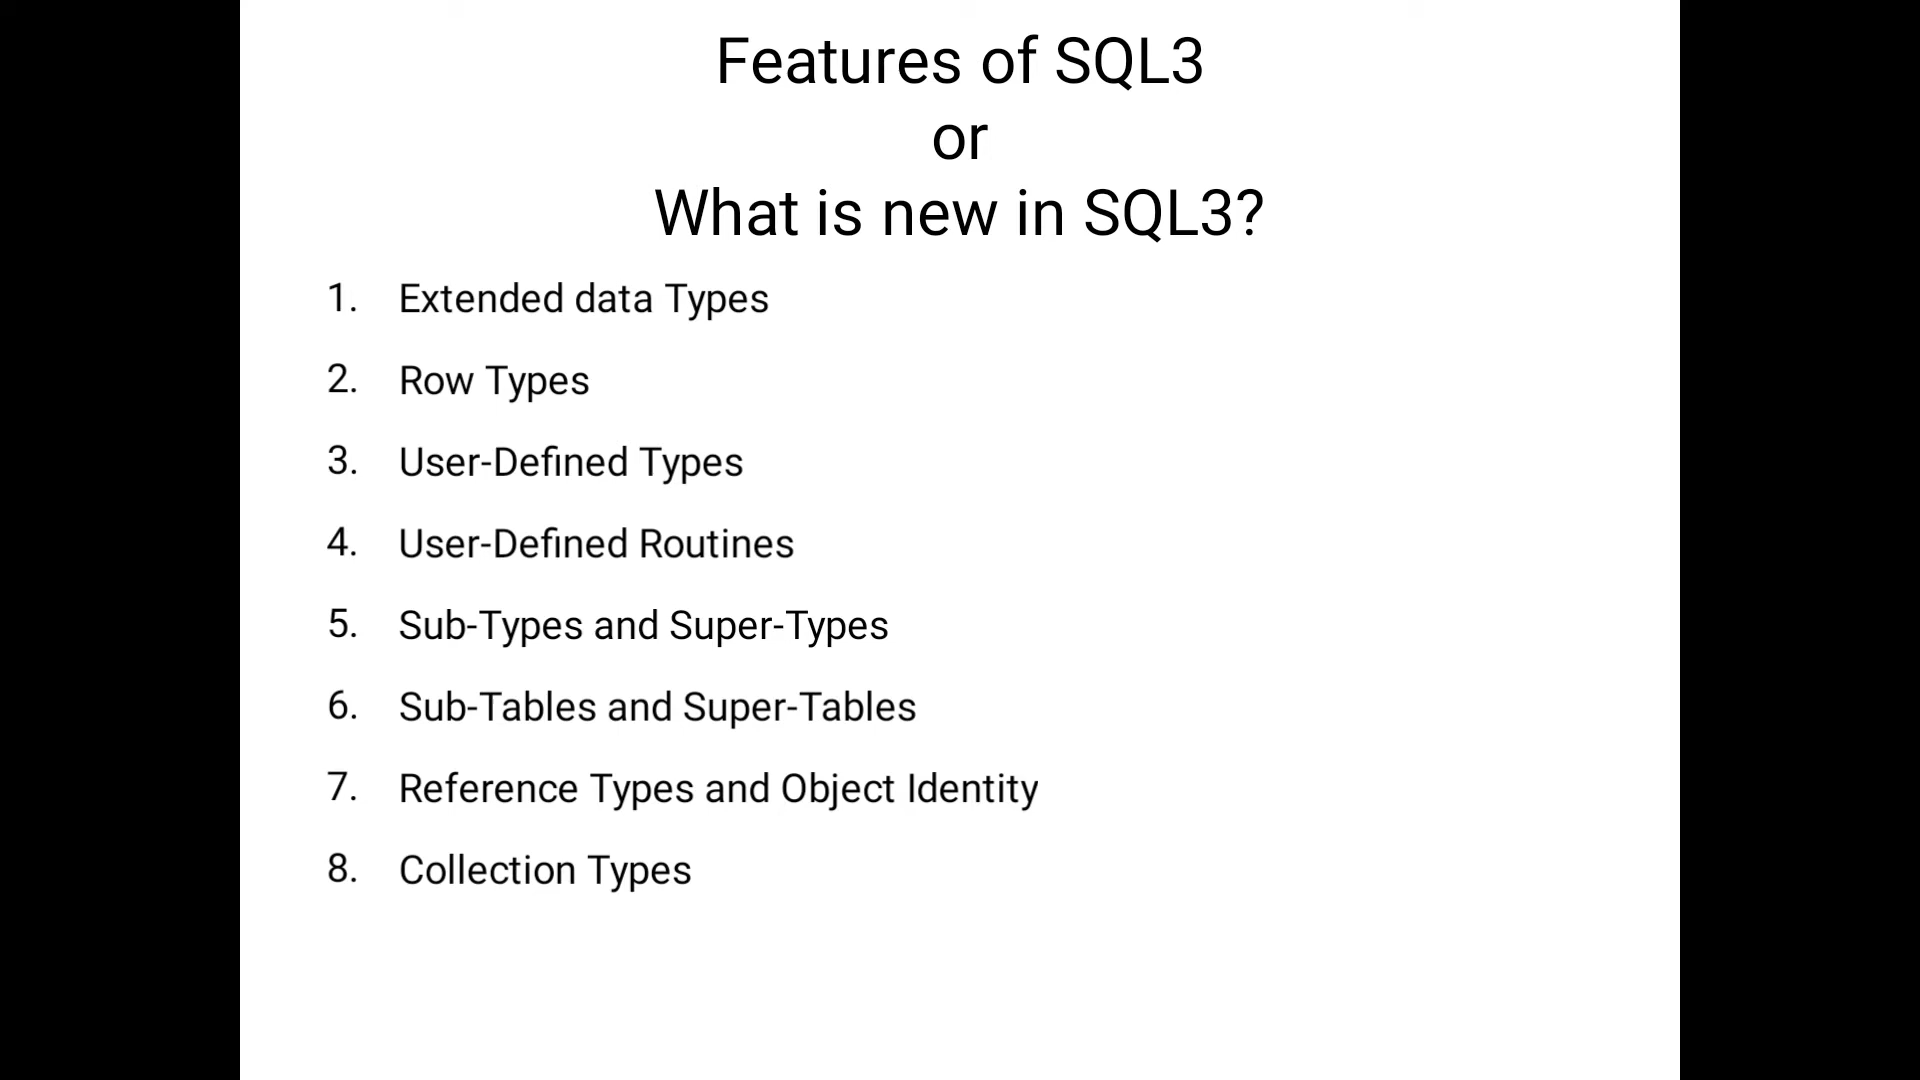 Features of SQL3
or
What is new in SQL3?
1. Extended data Types
2. Row Types
3. User-Defined Types
4. User-Defined Routines
5. Sub-Types and Super-Types
6. Sub-Tables and Super-Tables
7. Reference Types and Object Identity
8. Collection Types